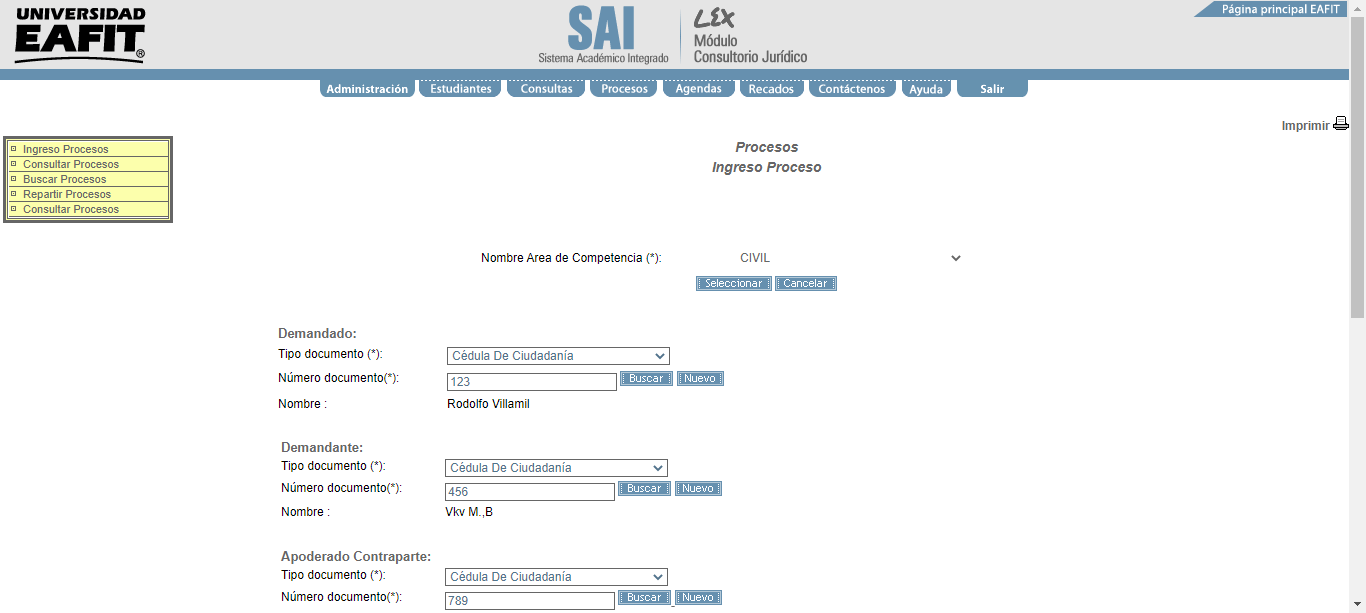 UNIVERSIDAD
EAFIT®
SAI
Sistema Académico Integrado
LEX
Módulo
Consultorio Jurídico
Página principal EAFIT
Administración Estudiantes Consultas Procesos Agendas Recados Contáctenos Ayuda Salir
Imprimir
Ingreso Procesos
Consultar Procesos
Buscar Procesos
Repartir Procesos
Consultar Procesos
Procesos
Ingreso Proceso
Nombre Area de Competencia (*): CIVIL
Seleccionar Cancelar
Demandado:
Tipo documento (*): Cédula De Ciudadanía
Número documento(*): 123 Buscar Nuevo
Nombre : Rodolfo Villamil
Demandante:
Tipo documento (*): Cédula De Ciudadanía
Número documento(*): 456 Buscar Nuevo
Nombre : Vkv M.,B
Apoderado Contraparte:
Tipo documento (*): Cédula De Ciudadanía
Número documento(*): 789 Buscar Nuevo